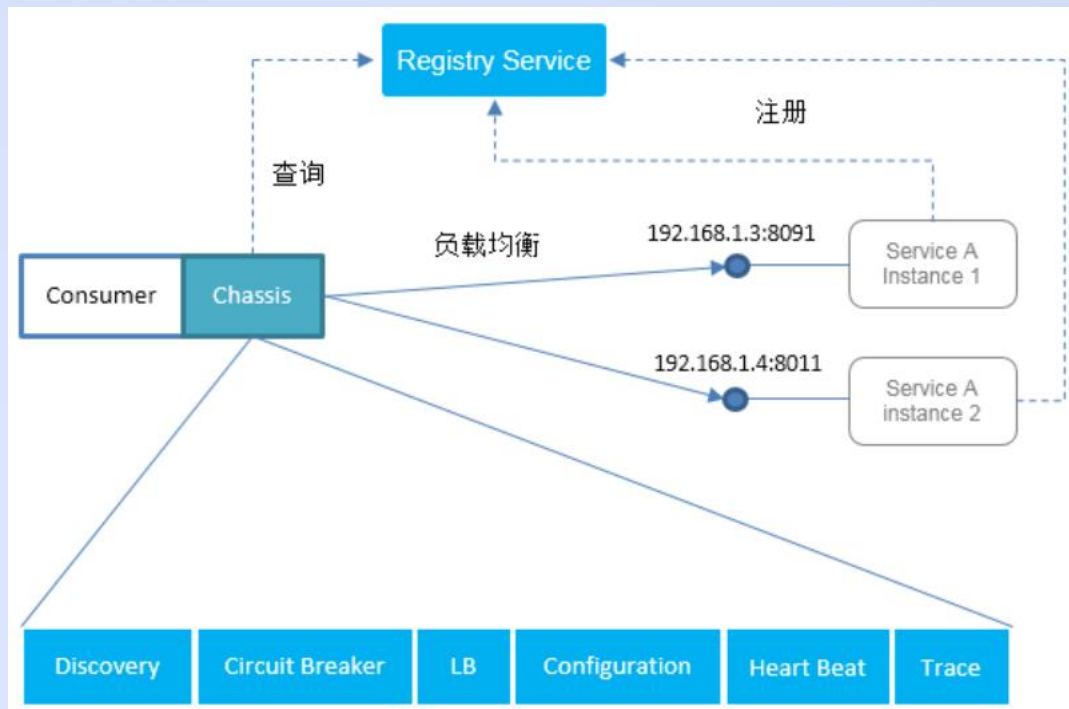 Registry Service
注册
查询
192.168.1.3:8091
负载均衡
Service A
Instance 1
Consumer
Chassis
192.168.1.4:8011
Service A
instance 2
Discovery
Circuit Breaker
LB
Configuration
Heart Beat
Trace